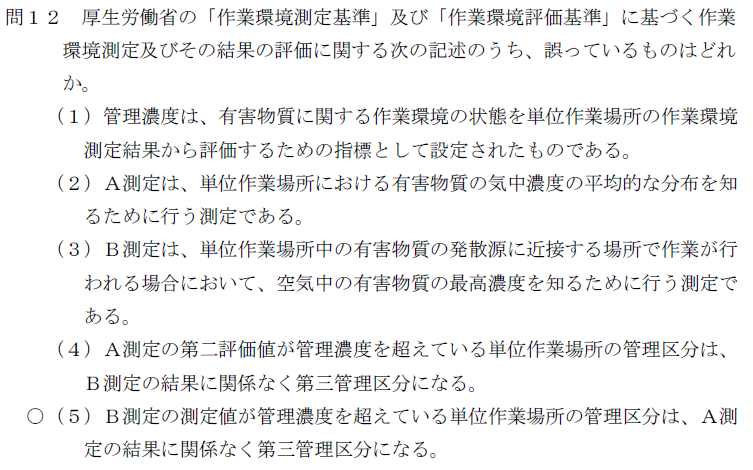 問１２　厚生労働省の「作業環境測定基準」及び「作業環境評価基準」に基づく作業
環境測定及びその結果の評価に関する次の記述のうち、誤っているものはどれ
か。
（１）管理濃度は、有害物質に関する作業環境の状態を単位作業場所の作業環境
測定結果から評価するための指標として設定されたものである。
（２）Ａ測定は、単位作業場所における有害物質の気中濃度の平均的な分布を知
るために行う測定である。
（３）Ｂ測定は、単位作業場所中の有害物質の発散源に近接する場所で作業が行
われる場合において、空気中の有害物質の最高濃度を知るために行う測定で
ある。
（４）Ａ測定の第二評価値が管理濃度を超えている単位作業場所の管理区分は、
Ｂ測定の結果に関係なく第三管理区分になる。
○（５）Ｂ測定の測定値が管理濃度を超えている単位作業場所の管理区分は、Ａ測
定の結果に関係なく第三管理区分になる。